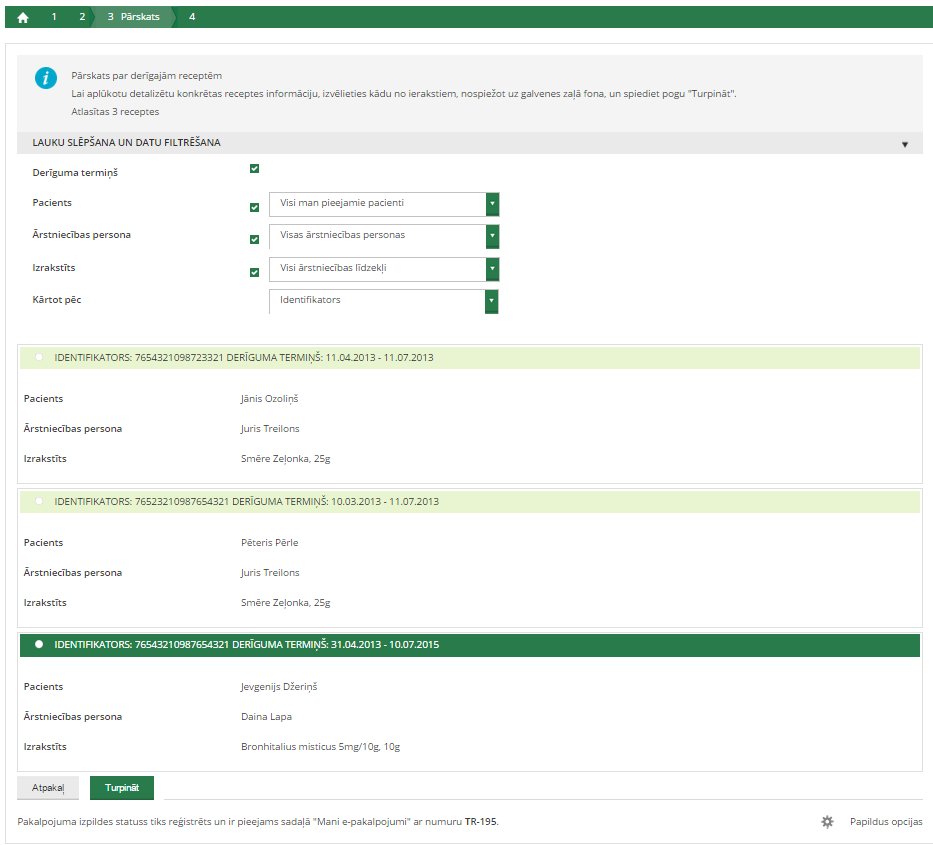 1 2 3 Pārskats 4
Pārskats par derīgajām receptēm
Lai aplūkotu detalizētu konkrētas receptes informāciju, izvēlieties kādu no ierakstiem, nospiežot uz galvenes zaļā fona, un spiediet pogu "Turpināt".
Atlasītas 3 receptes
LAUKU SLĒPŠANA UN DATU FILTRĒŠANA
Derīguma termiņš
Pacients Visi man pieejamie pacienti
Ārstniecības persona Visas ārstniecības personas
Izrakstīts Visi ārstniecības līdzekļi
Kārtot pēc Identifikators
IDENTIFIKATORS: 7654321098723321 DERĪGUMA TERMIŅŠ: 11.04.2013 - 11.07.2013
Pacients Jānis Ozoliņš
Ārstniecības persona Juris Treilons
Izrakstīts Smēre Zeļonka, 25g
IDENTIFIKATORS: 76523210987654321 DERĪGUMA TERMIŅŠ: 10.03.2013 - 11.07.2013
Pacients Pēteris Pērle
Ārstniecības persona Juris Treilons
Izrakstīts Smēre Zeļonka, 25g
IDENTIFIKATORS: 76543210987654321 DERĪGUMA TERMIŅŠ: 31.04.2013 - 10.07.2015
Pacients Jevgenijs Džeriņš
Ārstniecības persona Daina Lapa
Izrakstīts Bronhitalius misticus 5mg/10g, 10g
Atpakaļ Turpināt
Pakalpojuma izpildes statuss tiks reģistrēts un ir pieejams sadaļā "Mani e-pakalpojumi" ar numuru TR-195. Papildus opcijas